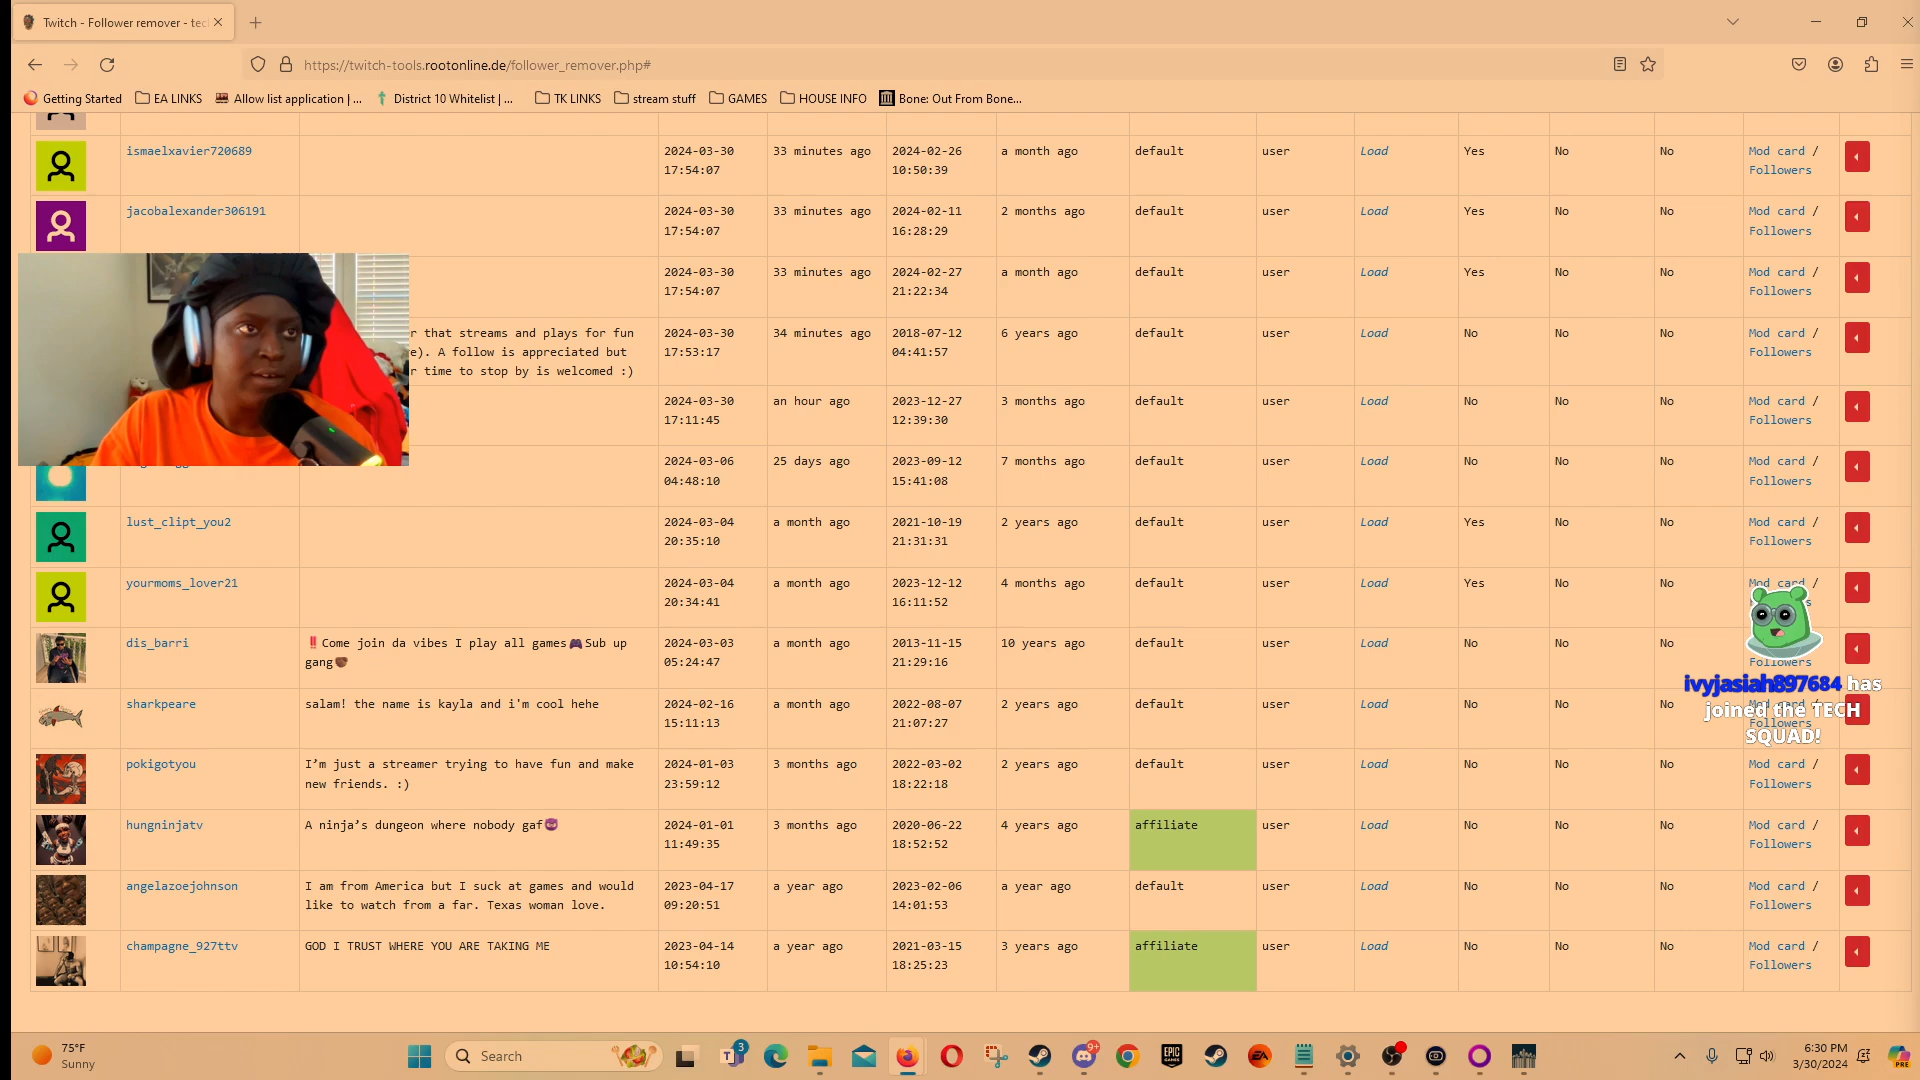 Twitch - Follower remover - tec
https://twitch-tools.rootonline.de/follower_remover.php#
Getting Started EA LINKS Allow list application | ... District 10 Whitelist | ... TK LINKS stream stuff GAMES HOUSE INFO Bone: Out From Bone...
ismaelxavier720689 2024-03-30 33 minutes ago 2024-02-26 a month ago default user Load Yes No No Mod card /
17:54:07 10:50:39 Followers
jacobalexander306191 2024-03-30 33 minutes ago 2024-02-11 2 months ago default user Load Yes No No Mod card /
17:54:07 16:28:29 Followers
2024-03-30 33 minutes ago 2024-02-27 a month ago default user Load Yes No No Mod card /
17:54:07 21:22:34 Followers
r that streams and plays for fun 2024-03-30 34 minutes ago 2018-07-12 6 years ago default user Load No No No Mod card /
e). A follow is appreciated but 17:53:17 04:41:57 Followers
r time to stop by is welcomed :)
2024-03-30 an hour ago 2023-12-27 3 months ago default user Load No No No Mod card /
17:11:45 12:39:30 Followers
2024-03-06 25 days ago 2023-09-12 7 months ago default user Load No No No Mod card /
04:48:10 15:41:08 Followers
lust_clipt_you2 2024-03-04 a month ago 2021-10-19 2 years ago default user Load Yes No No Mod card /
20:35:10 21:31:31 Followers
yourmoms_lover21 2024-03-04 a month ago 2023-12-12 4 months ago default user Load Yes No No Mod card /
20:34:41 16:11:52
dis_barri ‼️Come join da vibes I play all games🎮Sub up 2024-03-03 a month ago 2013-11-15 10 years ago default user Load No No No
gang✊🏿 05:24:47 21:29:16 Followers
ivyjasiah897684 has
joined the TECH
SQUAD!
sharkpeare salam! the name is kayla and i'm cool hehe 2024-02-16 a month ago 2022-08-07 2 years ago default user Load No No No
15:11:13 21:07:27
pokigotyou I'm just a streamer trying to have fun and make 2024-01-03 3 months ago 2022-03-02 2 years ago default user Load No No No Mod card /
new friends. :) 23:59:12 18:22:18 Followers
hungninjatv A ninja's dungeon where nobody gaf 2024-01-01 3 months ago 2020-06-22 4 years ago affiliate user Load No No No Mod card /
11:49:35 18:52:52 Followers
angelazoejohnson I am from America but I suck at games and would 2023-04-17 a year ago 2023-02-06 a year ago default user Load No No No Mod card /
like to watch from a far. Texas woman love. 09:20:51 14:01:53 Followers
champagne_927ttv GOD I TRUST WHERE YOU ARE TAKING ME 2023-04-14 a year ago 2021-03-15 3 years ago affiliate user Load No No No Mod card /
10:54:10 18:25:23 Followers
75°F
Sunny
Search
3
9+
EPIC GAMES
EA
6:30 PM
3/30/2024
PRE